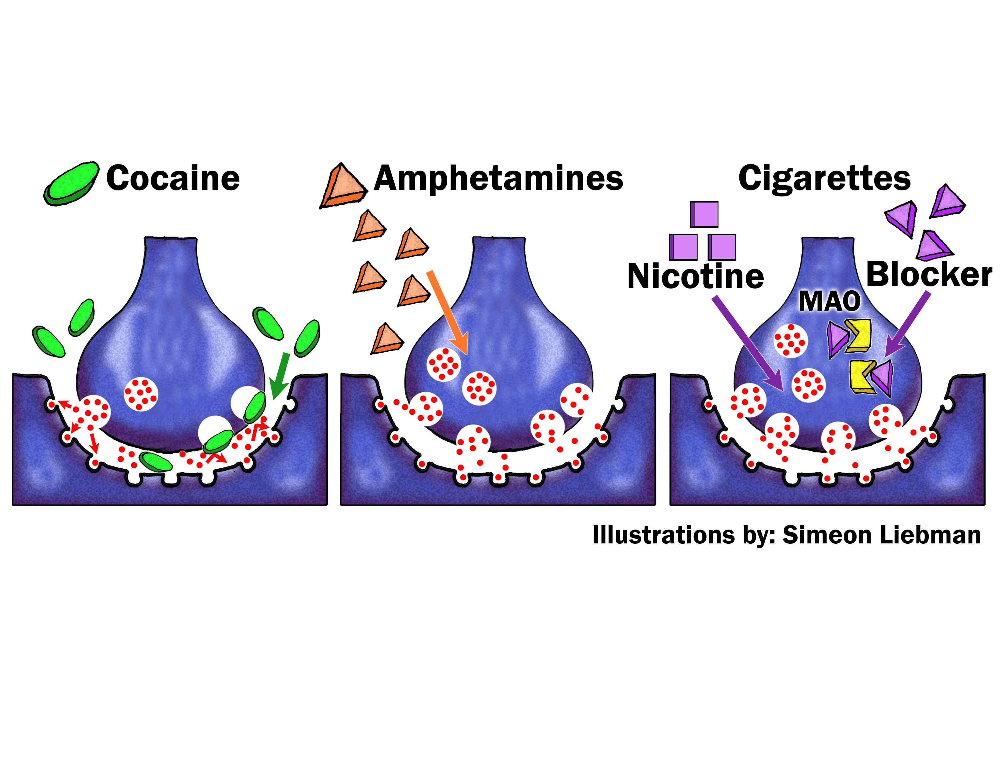 Cocaine
Amphetamines
Cigarettes
Nicotine
Blocker
MAO
Illustrations by: Simeon Liebman